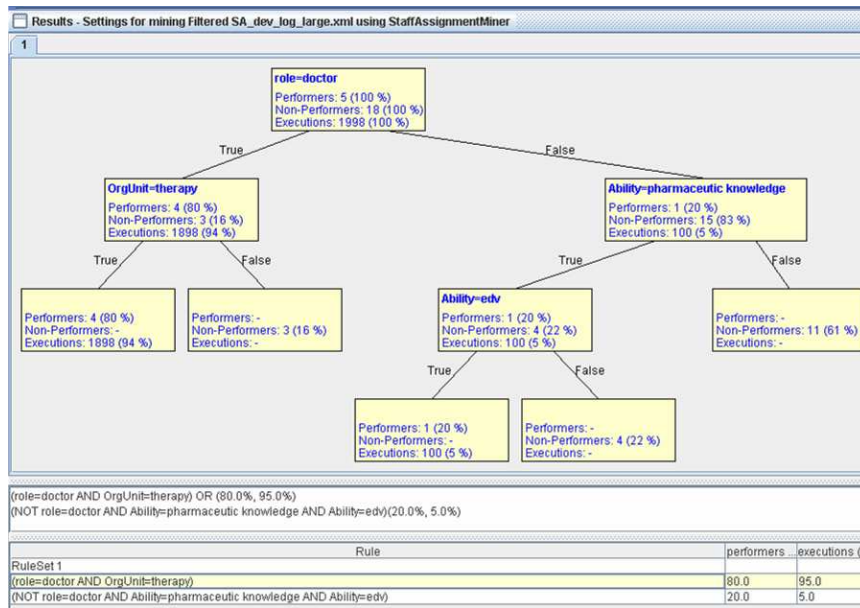 Results - Settings for mining Filtered SA_dev_log_large.xml using StaffAssignmentMiner
1
role=doctor
Performers: 5 (100 %)
Non-Performers: 18 (100 %)
Executions: 1998 (100 %)
True
False
OrgUnit=therapy
Performers: 4 (80 %)
Non-Performers: 3 (16 %)
Executions: 1898 (94 %)
Ability=pharmaceutic knowledge
Performers: 1 (20 %)
Non-Performers: 15 (83 %)
Executions: 100 (5 %)
True
False
True
False
Performers: 4 (80 %)
Non-Performers: -
Executions: 1898 (94 %)
Performers: -
Non-Performers: 3 (16 %)
Executions: -
Ability=edv
Performers: 1 (20 %)
Non-Performers: 4 (22 %)
Executions: 100 (5 %)
Performers: -
Non-Performers: 11 (61 %)
Executions: -
True
False
Performers: 1 (20 %)
Non-Performers: -
Executions: 100 (5 %)
Performers: -
Non-Performers: 4 (22 %)
Executions: -
(role=doctor AND OrgUnit=therapy) OR (80.0%, 95.0%)
(NOT role=doctor AND Ability=pharmaceutic knowledge AND Ability=edv)(20.0%, 5.0%)
Rule performers ... executions (
RuleSet 1
(role=doctor AND OrgUnit=therapy) 80.0 95.0
(NOT role=doctor AND Ability=pharmaceutic knowledge AND Ability=edv) 20.0 5.0